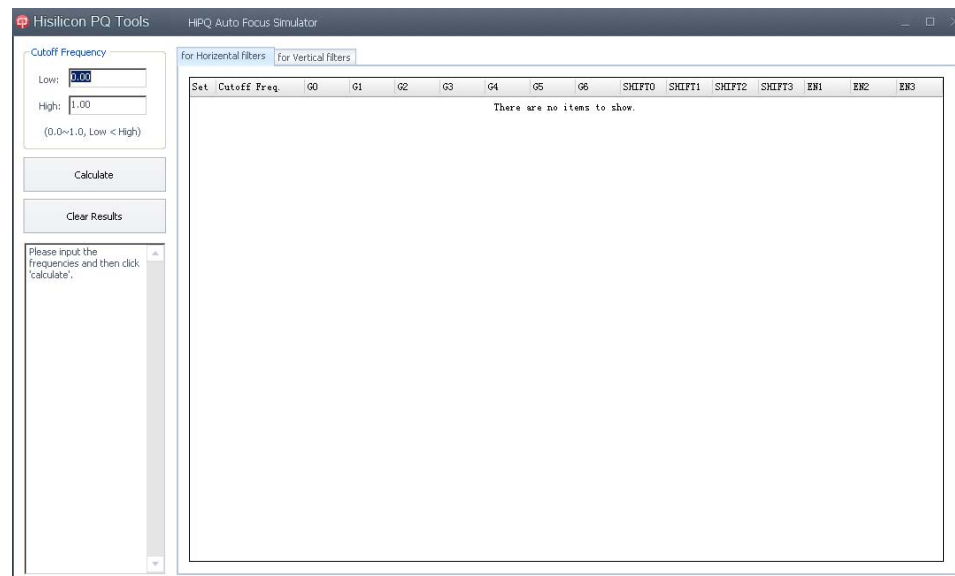 Hisilicon PQ Tools HiPQ Auto Focus Simulator
Cutoff Frequency
Low: 0.00
High: 1.00
(0.0~1.0, Low < High)
Calculate
Clear Results
Please input the
frequencies and then click
'calculate'.
for Horizental filters for Vertical filters
Set Cutoff Freq. G0 G1 G2 G3 G4 G5 G6 SHIFT0 SHIFT1 SHIFT2 SHIFT3 EN1 EN2 EN3
There are no items to show.